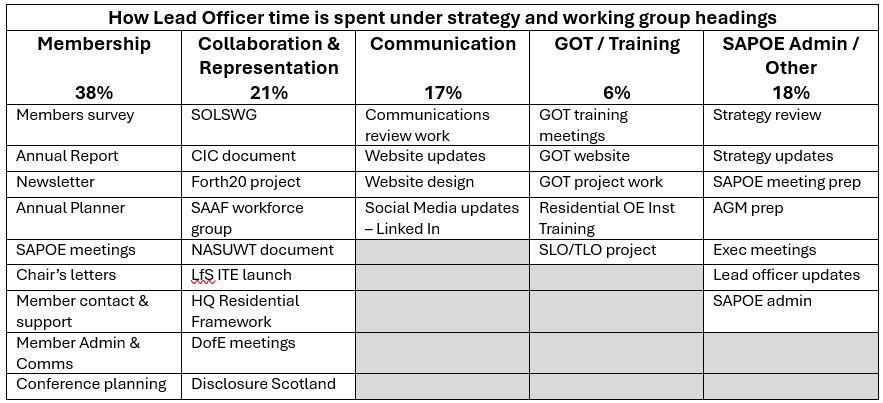 How Lead Officer time is spent under strategy and working group headings
Membership
38%
Collaboration &
Representation
21%
Communication
17%
GOT / Training
6%
SAPOE Admin /
Other
18%
Members survey
SOLSWG
Communications
review work
GOT training
meetings
Strategy review
Annual Report
CIC document
Website updates
GOT website
Strategy updates
Newsletter
Forth20 project
Website design
GOT project work
SAPOE meeting prep
Annual Planner
SAAF workforce
group
Social Media updates
– Linked In
Residential OE Inst
Training
AGM prep
SAPOE meetings
NASUWT document
SLO/TLO project
Exec meetings
Chair’s letters
LfS ITE launch
Lead officer updates
Member contact &
support
HQ Residential
Framework
SAPOE admin
Member Admin &
Comms
DofE meetings
Conference planning
Disclosure Scotland